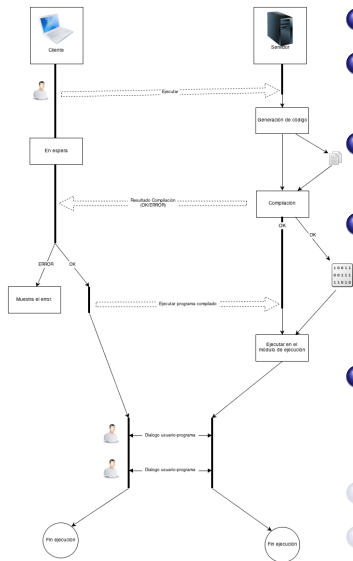 Cliente
Servidor
Ejecutar
Generación de código
En espera
Resultado Compilación
(OK/ERROR)
Compilación
OK
OK
ERROR
OK
10011
00111
11010
Muestra el error.
Ejecutar programa compilado
Ejecutar en el
módulo de ejecución
Dialogo usuario-programa
Dialogo usuario-programa
Fin ejecución
Fin ejecución